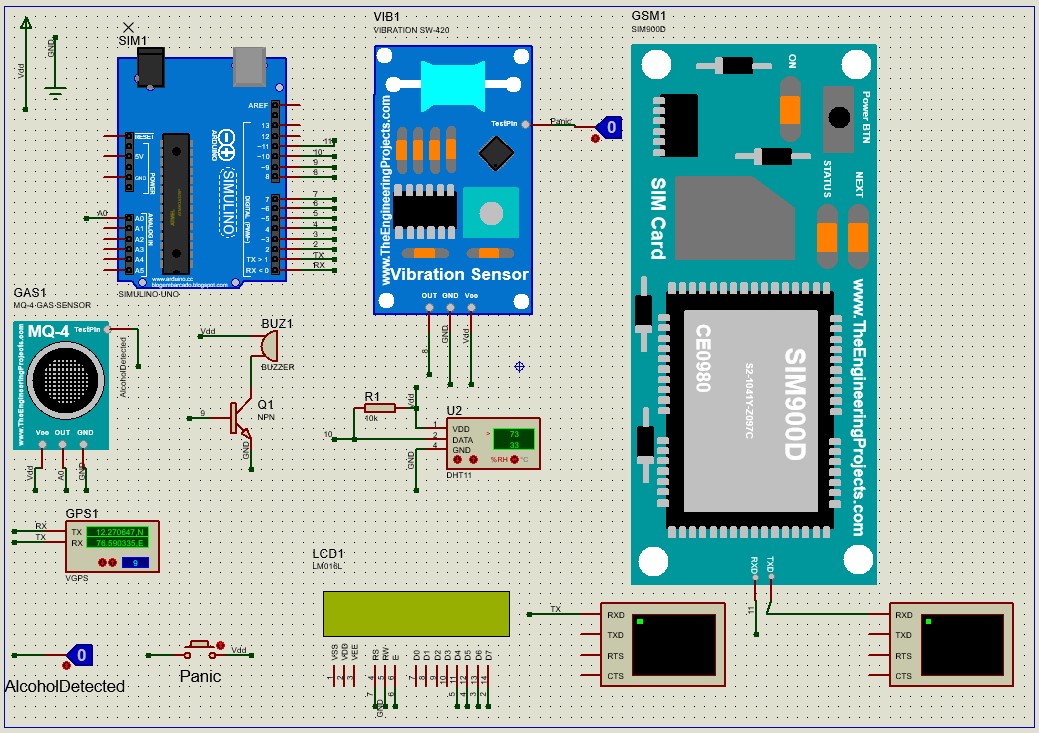 Vdd
GND
SIM1
RESET
5V
GND
POWER
A0
A0
A1
A2
A3
A4
A5
ANALOG IN
ARDUINO
SIMULINO
AREF
13
12
~11
~10
~9
8
7
~6
~5
4
~3
2
TX > 1
RX < 0
DIGITAL (PWM~)
11
10
9
8
7
6
5
4
3
2
TX
RX
www.arduino.cc
blogembarcado.blogspot.com
SIMULINO UNO
VIB1
VIBRATION SW-420
www.TheEngineeringProjects.com
TestPin
Panic
0
Vibration Sensor
OUT GND Vcc
8
GND
Vdd
GSM1
SIM900D
ON
Power BTN
STATUS
NEXT
SIM Card
CE0980
S2-1041Y-Z097C
SIM900D
www.TheEngineeringProjects.com
RXD
TXD
11
GAS1
MQ-4 GAS SENSOR
MQ-4
TestPin
www.TheEngineeringProjects.com
Vcc OUT GND
Vdd
A0
GND
AlcoholDetected
Vdd
BUZ1
BUZZER
9
Q1
NPN
GND
R1
10k
10
Vdd
GND
U2
1
2
4
VDD
DATA
GND
>
73
33
%RH
°C
DHT11
GPS1
RX
TX
TX
RX
12.270647,N
76.590335,E
9
VGPS
LCD1
LM016L
VSS
VDD
VEE
RS
RW
E
D0
D1
D2
D3
D4
D5
D6
D7
1
2
3
4
5
6
7
8
9
10
11
12
13
14
7
GND
6
5
4
3
2
TX
RXD
TXD
RTS
CTS
RXD
TXD
RTS
CTS
0
AlcoholDetected
Vdd
Panic